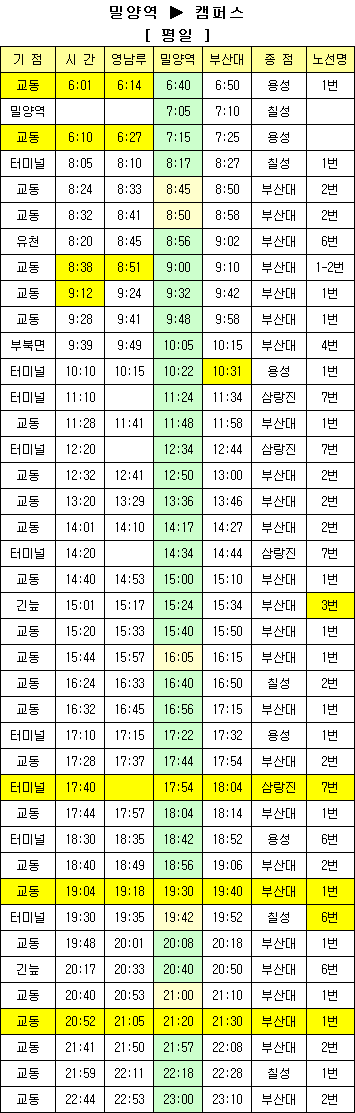 밀양역 ▶ 캠퍼스
[ 평일 ]
기 점 시 간 영남루 밀양역 부산대 종 점 노선명
교동 6:01 6:14 6:40 6:50 용성 1번
밀양역 7:05 7:10 칠성
교동 6:10 6:27 7:15 7:25 용성
터미널 8:05 8:10 8:17 8:27 칠성 1번
교동 8:24 8:33 8:45 8:50 부산대 2번
교동 8:32 8:41 8:50 8:58 부산대 2번
유천 8:20 8:45 8:56 9:02 부산대 6번
교동 8:38 8:51 9:00 9:10 부산대 1-2번
교동 9:12 9:24 9:32 9:42 부산대 1번
교동 9:28 9:41 9:48 9:58 부산대 1번
부북면 9:39 9:49 10:05 10:15 부산대 4번
터미널 10:10 10:15 10:22 10:31 용성 1번
터미널 11:10 11:24 11:34 삼랑진 7번
교동 11:28 11:41 11:48 11:58 부산대 1번
터미널 12:20 12:34 12:44 삼랑진 7번
교동 12:32 12:41 12:50 13:00 부산대 2번
교동 13:20 13:29 13:36 13:46 부산대 2번
교동 14:01 14:10 14:17 14:27 부산대 2번
터미널 14:20 14:34 14:44 삼랑진 7번
교동 14:40 14:53 15:00 15:10 부산대 1번
긴늪 15:01 15:17 15:24 15:34 부산대 3번
교동 15:20 15:33 15:40 15:50 부산대 1번
교동 15:44 15:57 16:05 16:15 부산대 1번
교동 16:24 16:33 16:40 16:50 칠성 2번
교동 16:32 16:45 16:56 17:15 부산대 1번
터미널 17:10 17:15 17:22 17:32 용성 1번
교동 17:28 17:37 17:44 17:54 부산대 2번
터미널 17:40 17:54 18:04 삼랑진 7번
교동 17:44 17:57 18:04 18:14 부산대 1번
터미널 18:30 18:35 18:42 18:52 용성 6번
교동 18:40 18:49 18:56 19:06 부산대 2번
교동 19:04 19:18 19:30 19:40 부산대 1번
터미널 19:30 19:35 19:42 19:52 칠성 6번
교동 19:48 20:01 20:08 20:18 부산대 1번
긴늪 20:17 20:33 20:40 20:50 부산대 6번
교동 20:40 20:53 21:00 21:10 부산대 1번
교동 20:52 21:05 21:20 21:30 부산대 1번
교동 21:41 21:50 21:57 22:08 부산대 2번
교동 21:59 22:11 22:18 22:28 칠성 1번
교동 22:44 22:53 23:00 23:10 부산대 2번